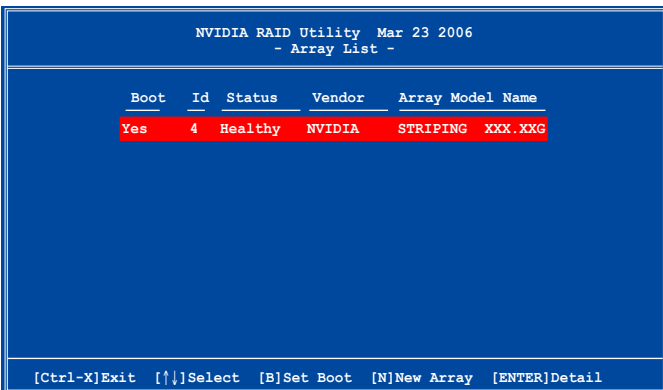 NVIDIA RAID Utility Mar 23 2006
- Array List -
Boot Id Status Vendor Array Model Name
Yes 4 Healthy NVIDIA STRIPING XXX.XXG
[Ctrl-X]Exit [↑↓]Select [B]Set Boot [N]New Array [ENTER]Detail